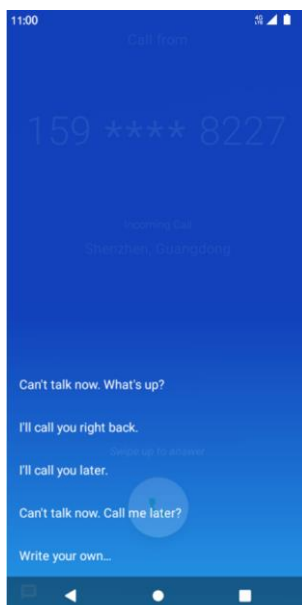 11:00
4G
Call from
159 **** 8227
Incoming Call
Shenzhen, Guangdong
Can't talk now. What's up?
I'll call you right back.
Swipe up to answer
I'll call you later.
Can't talk now. Call me later?
Write your own...